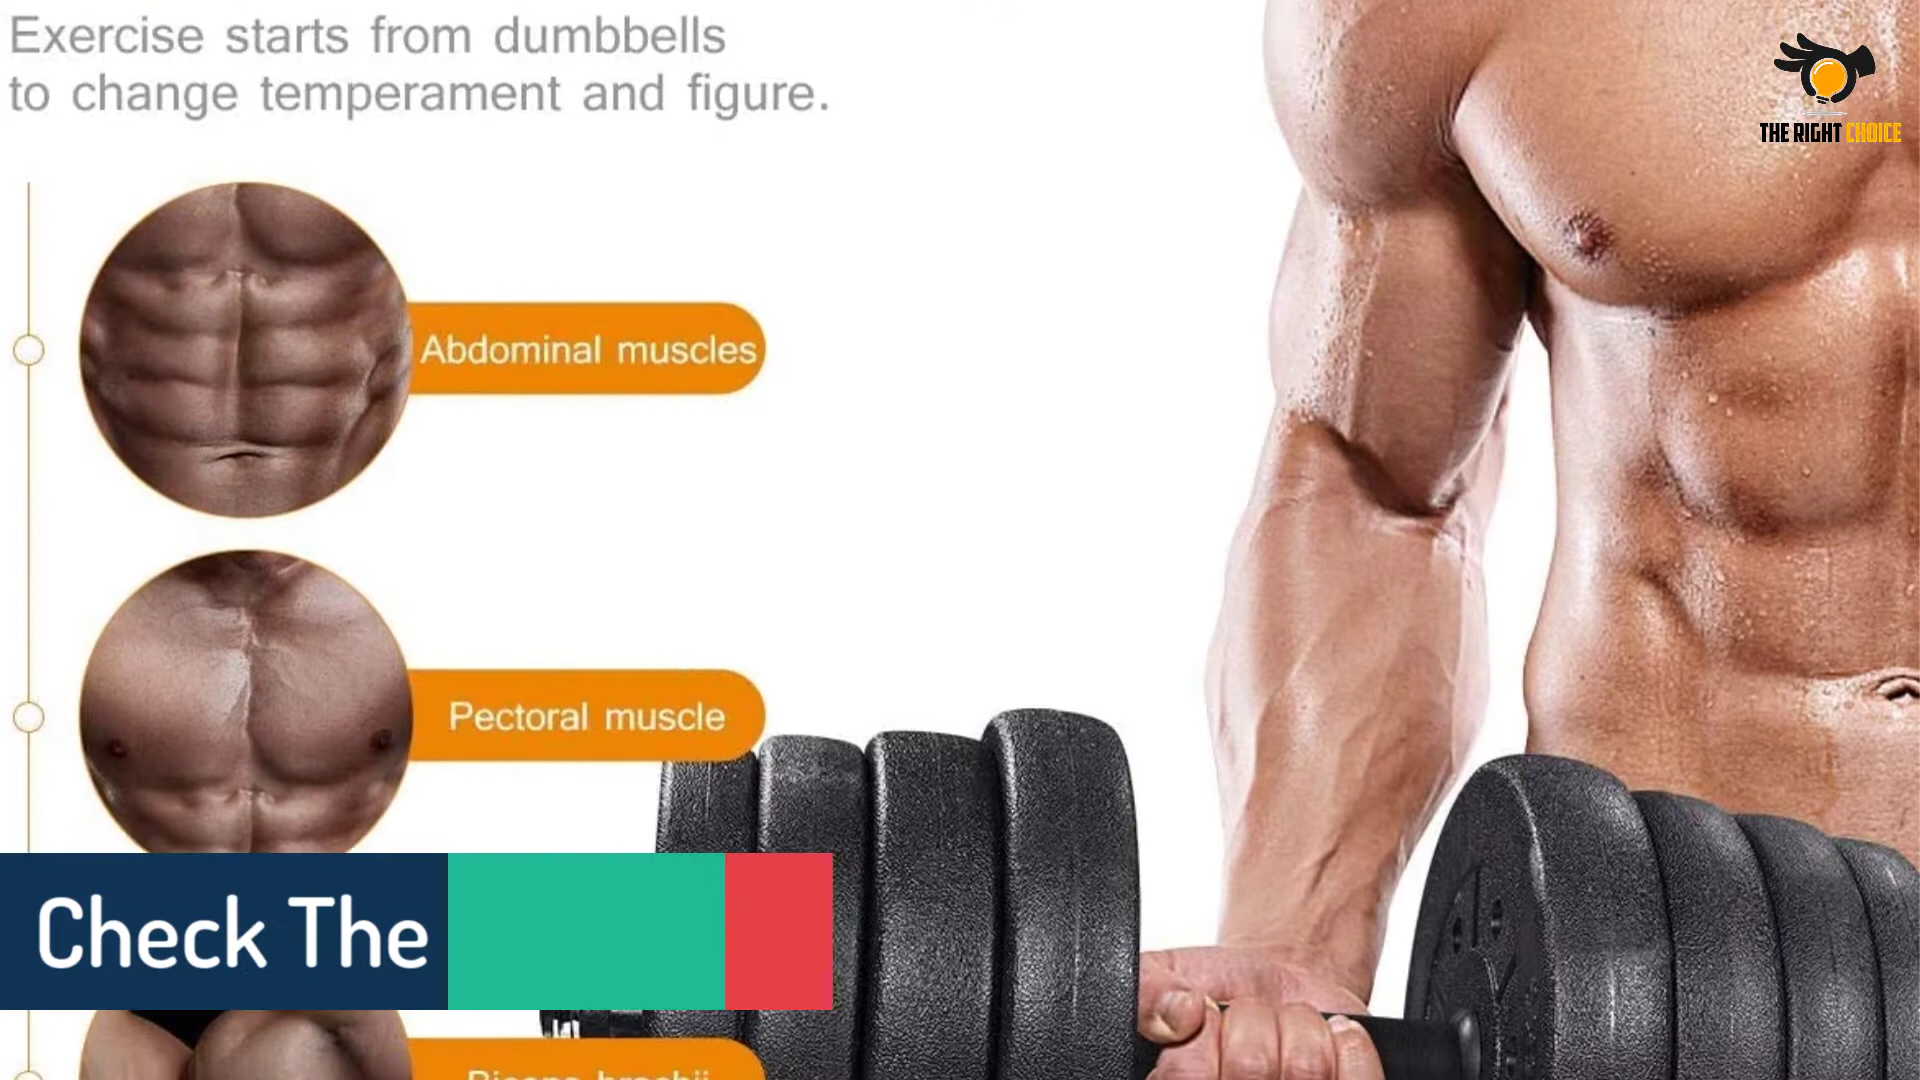 Exercise starts from dumbbells
to change temperament and figure.
THE RIGHT CHOICE
Abdominal muscles
Pectoral muscle
Check The